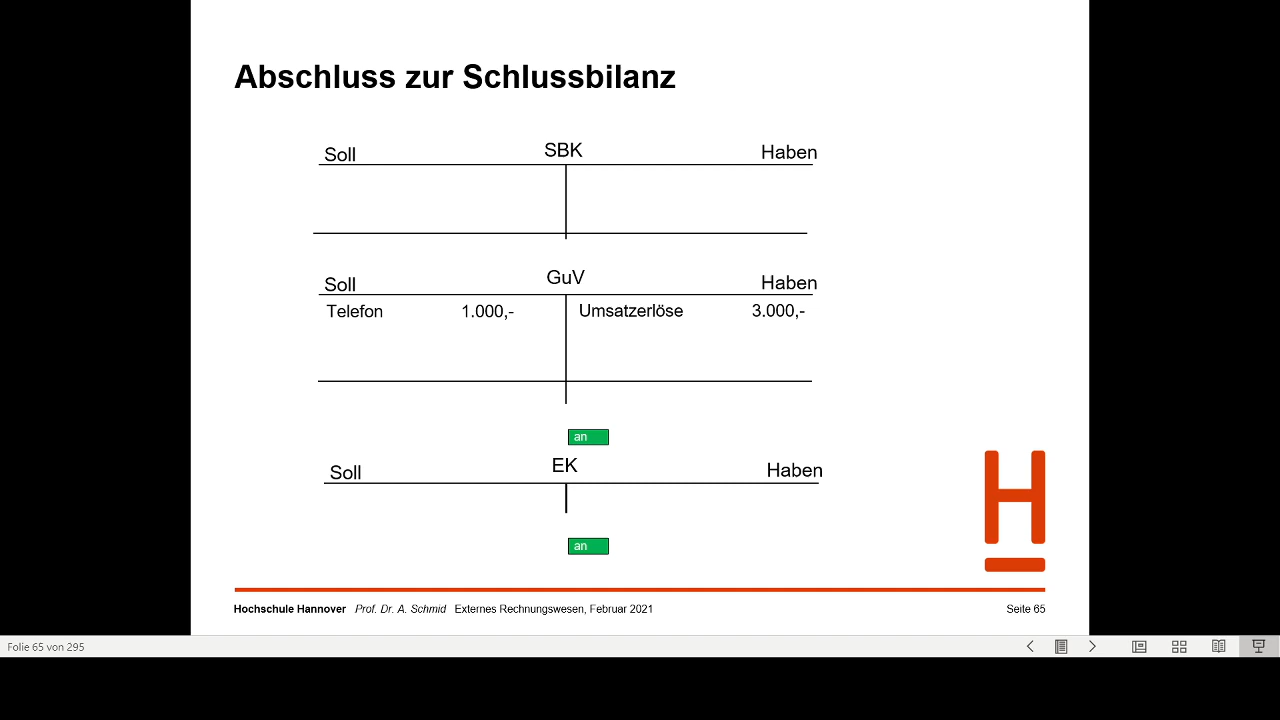 Abschluss zur Schlussbilanz
Soll SBK Haben
Soll GuV Haben
Telefon 1.000,- Umsatzerlöse 3.000,-
an
Soll EK Haben
an
H
Hochschule Hannover Prof. Dr. A. Schmid Externes Rechnungswesen, Februar 2021 Seite 65
Folie 65 von 295